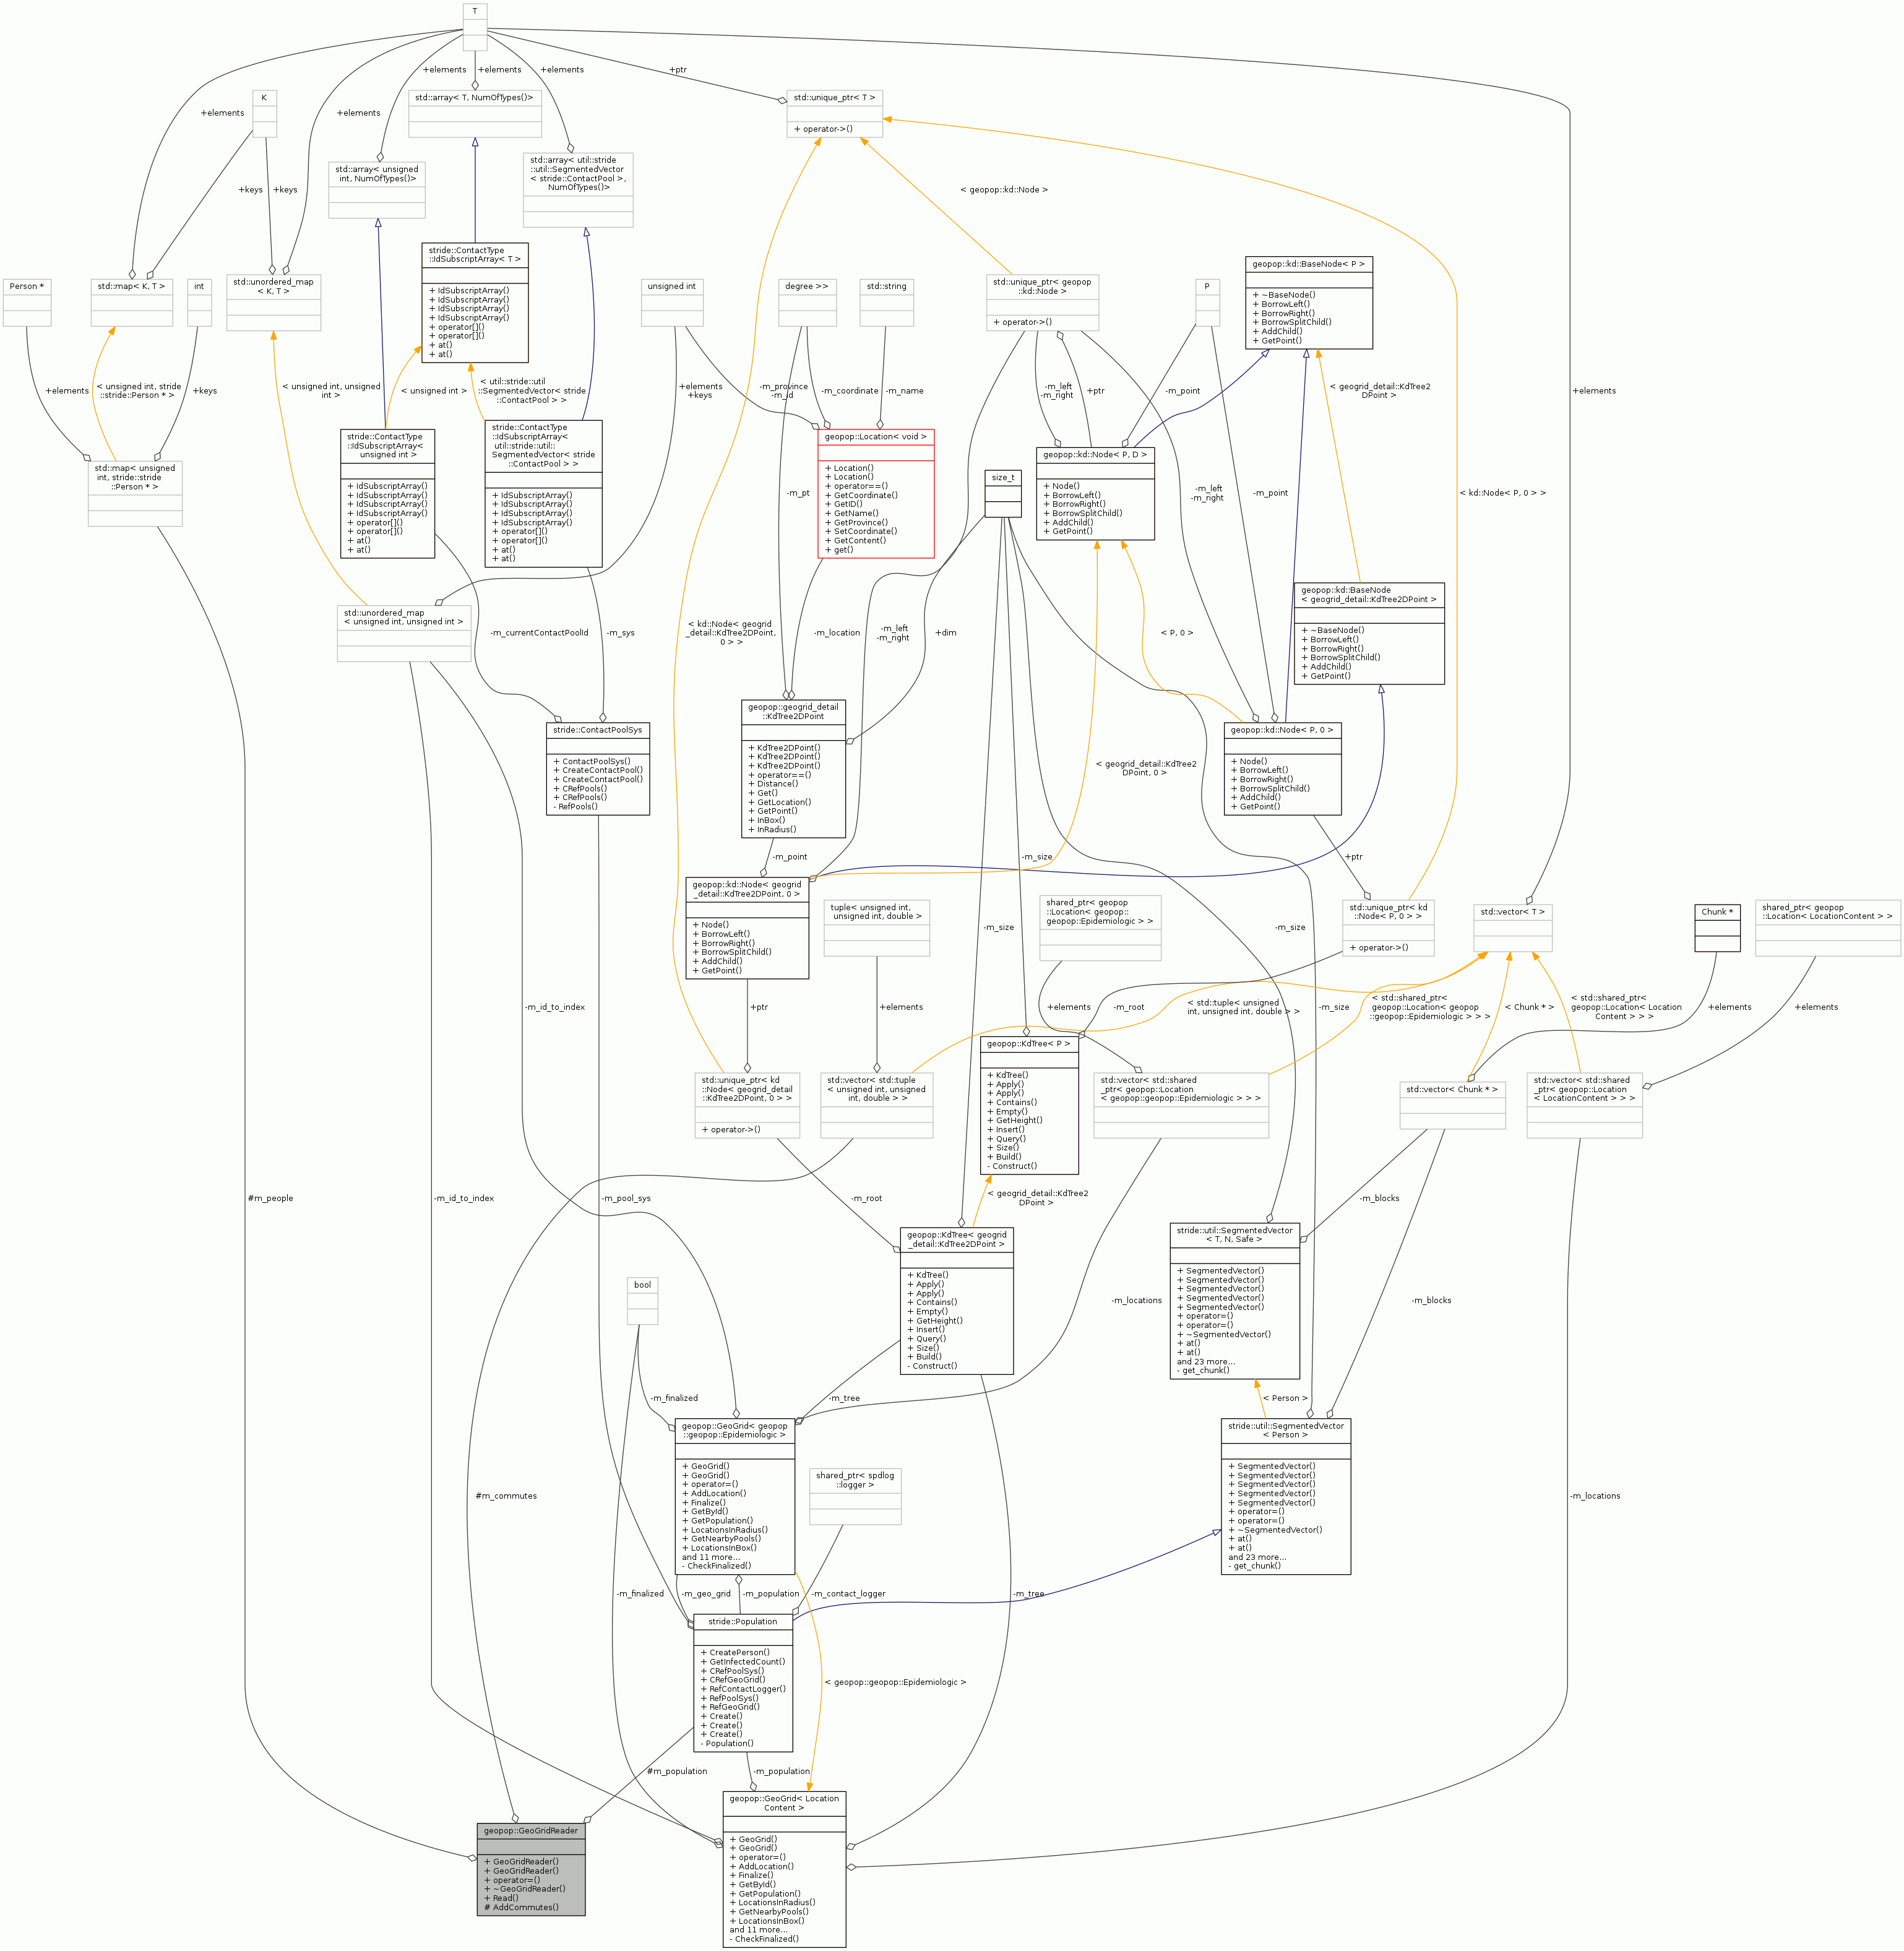 T
+elements
+elements
+elements
+ptr
K
std::array< T, NumOfTypes()>
std::unique_ptr< T >
+ operator->()
+elements
+elements
std::array< unsigned
int, NumOfTypes()>
std::array< util::stride
::util::SegmentedVector
< stride::ContactPool >,
NumOfTypes()>
+keys
+keys
< geopop::kd::Node >
stride::ContactType
::IdSubscriptArray< T >
+ IdSubscriptArray()
+ IdSubscriptArray()
+ IdSubscriptArray()
+ IdSubscriptArray()
+ operator[]()
+ operator[]()
+ at()
+ at()
geopop::kd::BaseNode< P >
+ ~BaseNode()
+ BorrowLeft()
+ BorrowRight()
+ BorrowSplitChild()
+ AddChild()
+ GetPoint()
Person *
std::map< K, T >
int
std::unordered_map
< K, T >
unsigned int
degree >>
std::string
std::unique_ptr< geopop
::kd::Node >
+ operator->()
P
+elements
< unsigned int, stride
::stride::Person * >
+keys
< unsigned int, unsigned
int >
< unsigned int >
< util::stride::util
::SegmentedVector< stride
::ContactPool > >
+elements
+keys
-m_province
-m_id
-m_coordinate
-m_name
-m_left
-m_right
+ptr
-m_point
< geogrid_detail::KdTree2
DPoint >
+elements
std::map< unsigned
int, stride::stride
::Person * >
stride::ContactType
::IdSubscriptArray<
unsigned int >
+ IdSubscriptArray()
+ IdSubscriptArray()
+ IdSubscriptArray()
+ IdSubscriptArray()
+ operator[]()
+ operator[]()
+ at()
+ at()
stride::ContactType
::IdSubscriptArray<
util::stride::util::
SegmentedVector< stride
::ContactPool > >
+ IdSubscriptArray()
+ IdSubscriptArray()
+ IdSubscriptArray()
+ IdSubscriptArray()
+ operator[]()
+ operator[]()
+ at()
+ at()
geopop::Location< void >
+ Location()
+ Location()
+ operator==()
+ GetCoordinate()
+ GetID()
+ GetName()
+ GetProvince()
+ SetCoordinate()
+ GetContent()
+ get()
size_t
geopop::kd::Node< P, D >
+ Node()
+ BorrowLeft()
+ BorrowRight()
+ BorrowSplitChild()
+ AddChild()
+ GetPoint()
-m_pt
-m_left
-m_right
-m_point
< kd::Node< P, 0 > >
std::unordered_map
< unsigned int, unsigned int >
-m_currentContactPoolId
-m_sys
< kd::Node< geogrid
_detail::KdTree2DPoint,
0 > >
-m_location
-m_left
-m_right
+dim
< P, 0 >
geopop::kd::BaseNode
< geogrid_detail::KdTree2DPoint >
+ ~BaseNode()
+ BorrowLeft()
+ BorrowRight()
+ BorrowSplitChild()
+ AddChild()
+ GetPoint()
stride::ContactPoolSys
+ ContactPoolSys()
+ CreateContactPool()
+ CreateContactPool()
+ CRefPools()
+ CRefPools()
- RefPools()
geopop::geogrid_detail
::KdTree2DPoint
+ KdTree2DPoint()
+ KdTree2DPoint()
+ KdTree2DPoint()
+ operator==()
+ Distance()
+ Get()
+ GetLocation()
+ GetPoint()
+ InBox()
+ InRadius()
< geogrid_detail::KdTree2
DPoint, 0 >
geopop::kd::Node< P, 0 >
+ Node()
+ BorrowLeft()
+ BorrowRight()
+ BorrowSplitChild()
+ AddChild()
+ GetPoint()
-m_point
-m_size
+ptr
geopop::kd::Node< geogrid
_detail::KdTree2DPoint, 0 >
+ Node()
+ BorrowLeft()
+ BorrowRight()
+ BorrowSplitChild()
+ AddChild()
+ GetPoint()
tuple< unsigned int,
unsigned int, double >
-m_size
shared_ptr< geopop
::Location< geopop::
geopop::Epidemiologic > >
-m_size
std::unique_ptr< kd
::Node< P, 0 > >
+ operator->()
std::vector< T >
Chunk *
shared_ptr< geopop
::Location< LocationContent > >
-m_id_to_index
+ptr
+elements
+elements
-m_root
< std::tuple< unsigned
int, unsigned int, double > >
-m_size
< std::shared_ptr<
geopop::Location< geopop
::geopop::Epidemiologic > > >
< Chunk * >
< std::shared_ptr<
geopop::Location< Location
Content > > >
+elements
+elements
std::unique_ptr< kd
::Node< geogrid_detail
::KdTree2DPoint, 0 > >
+ operator->()
std::vector< std::tuple
< unsigned int, unsigned
int, double > >
geopop::KdTree< P >
+ KdTree()
+ Apply()
+ Apply()
+ Contains()
+ Empty()
+ GetHeight()
+ Insert()
+ Query()
+ Size()
+ Build()
- Construct()
std::vector< std::shared
_ptr< geopop::Location
< geopop::geopop::Epidemiologic > > >
std::vector< Chunk * >
std::vector< std::shared
_ptr< geopop::Location
< LocationContent > > >
#m_people
-m_id_to_index
-m_pool_sys
-m_root
< geogrid_detail::KdTree2
DPoint >
-m_blocks
geopop::KdTree< geogrid
_detail::KdTree2DPoint >
+ KdTree()
+ Apply()
+ Apply()
+ Contains()
+ Empty()
+ GetHeight()
+ Insert()
+ Query()
+ Size()
+ Build()
- Construct()
stride::util::SegmentedVector
< T, N, Safe >
+ SegmentedVector()
+ SegmentedVector()
+ SegmentedVector()
+ SegmentedVector()
+ SegmentedVector()
+ operator=()
+ operator=()
+ ~SegmentedVector()
+ at()
+ at()
and 23 more...
- get_chunk()
bool
-m_locations
-m_blocks
-m_finalized
-m_tree
< Person >
geopop::GeoGrid< geopop
::geopop::Epidemiologic >
+ GeoGrid()
+ GeoGrid()
+ operator=()
+ AddLocation()
+ Finalize()
+ GetById()
+ GetPopulation()
+ LocationsInRadius()
+ GetNearbyPools()
+ LocationsInBox()
and 11 more...
- CheckFinalized()
stride::util::SegmentedVector
< Person >
+ SegmentedVector()
+ SegmentedVector()
+ SegmentedVector()
+ SegmentedVector()
+ SegmentedVector()
+ operator=()
+ operator=()
+ ~SegmentedVector()
+ at()
+ at()
and 23 more...
- get_chunk()
#m_commutes
shared_ptr< spdlog
::logger >
-m_locations
-m_finalized
-m_geo_grid
-m_population
-m_contact_logger
-m_tree
stride::Population
+ CreatePerson()
+ GetInfectedCount()
+ CRefPoolSys()
+ CRefGeoGrid()
+ RefContactLogger()
+ RefPoolSys()
+ RefGeoGrid()
+ Create()
+ Create()
+ Create()
- Population()
< geopop::geopop::Epidemiologic >
#m_population
-m_population
geopop::GeoGridReader
+ GeoGridReader()
+ GeoGridReader()
+ operator=()
+ ~GeoGridReader()
+ Read()
# AddCommutes()
geopop::GeoGrid< Location
Content >
+ GeoGrid()
+ GeoGrid()
+ operator=()
+ AddLocation()
+ Finalize()
+ GetById()
+ GetPopulation()
+ LocationsInRadius()
+ GetNearbyPools()
+ LocationsInBox()
and 11 more...
- CheckFinalized()